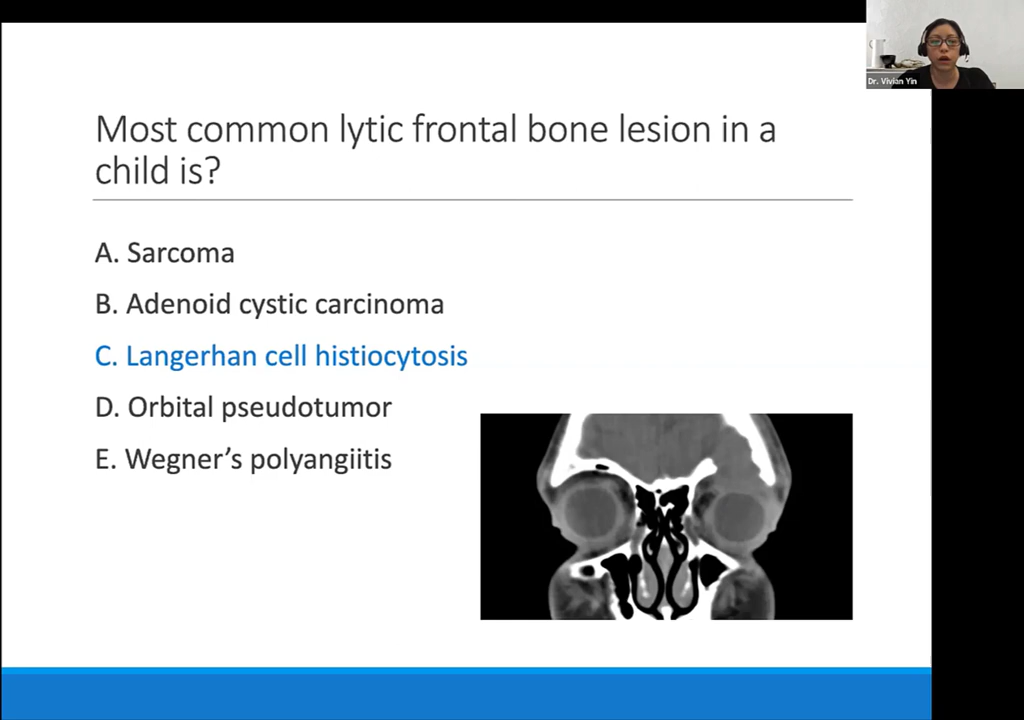 Dr. Vivian Yin
Most common lytic frontal bone lesion in a
child is?
A. Sarcoma
B. Adenoid cystic carcinoma
C. Langerhan cell histiocytosis
D. Orbital pseudotumor
E. Wegner’s polyangiitis